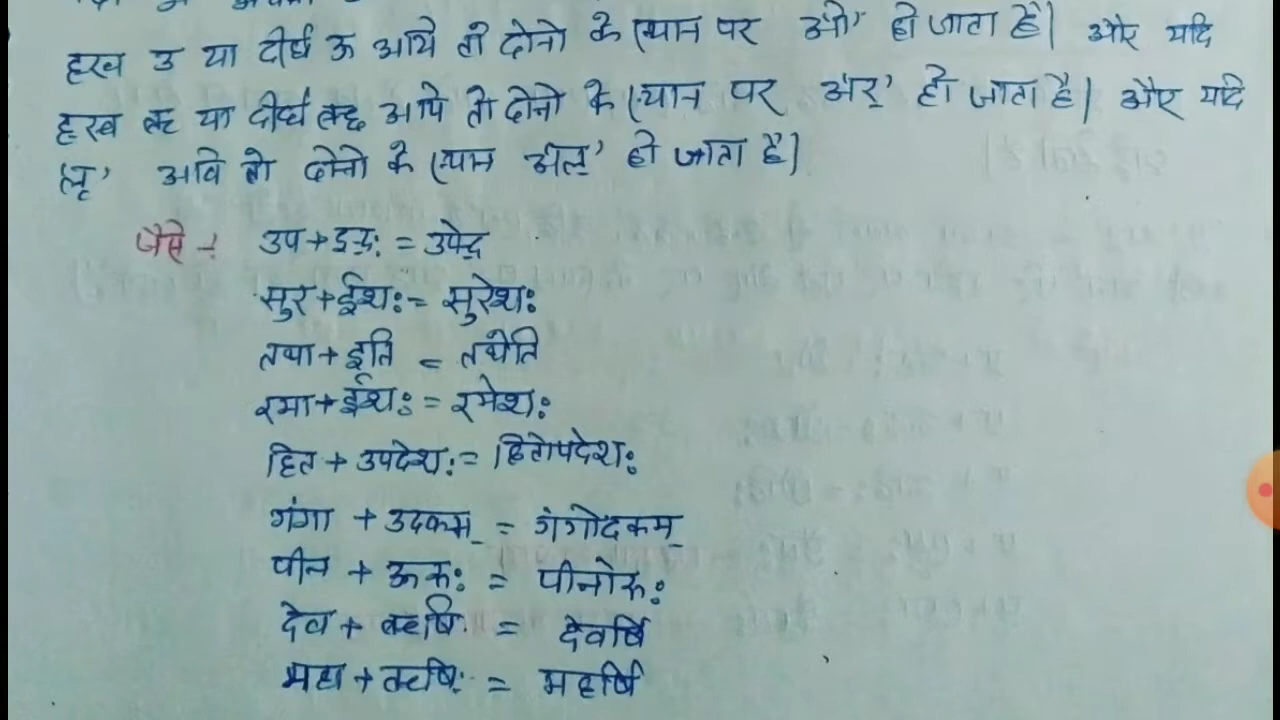 ह्रस्व उ या दीर्घ ऊ आये तो दोनो के स्थान पर 'ओ' हो जाता है। और यदि
ह्रस्व ऋ या दीर्घ ॠ आये तो दोनो के स्थान पर 'अर्' हो जाता है। और यदि
'लृ' आवे तो दोनो के स्थान 'अल्' हो जाता है।
जैसे -: उप + इन्द्र: = उपेन्द्र
सुर + ईश: = सुरेश:
तथा + इति = तथेति
रमा + ईश: = रमेश:
हित + उपदेश: = हितोपदेश:
गंगा + उदकम् = गंगोदकम्
पीन + ऊरु: = पीनोरु:
देव + ऋषि: = देवर्षि
महा + ऋषि: = महर्षि